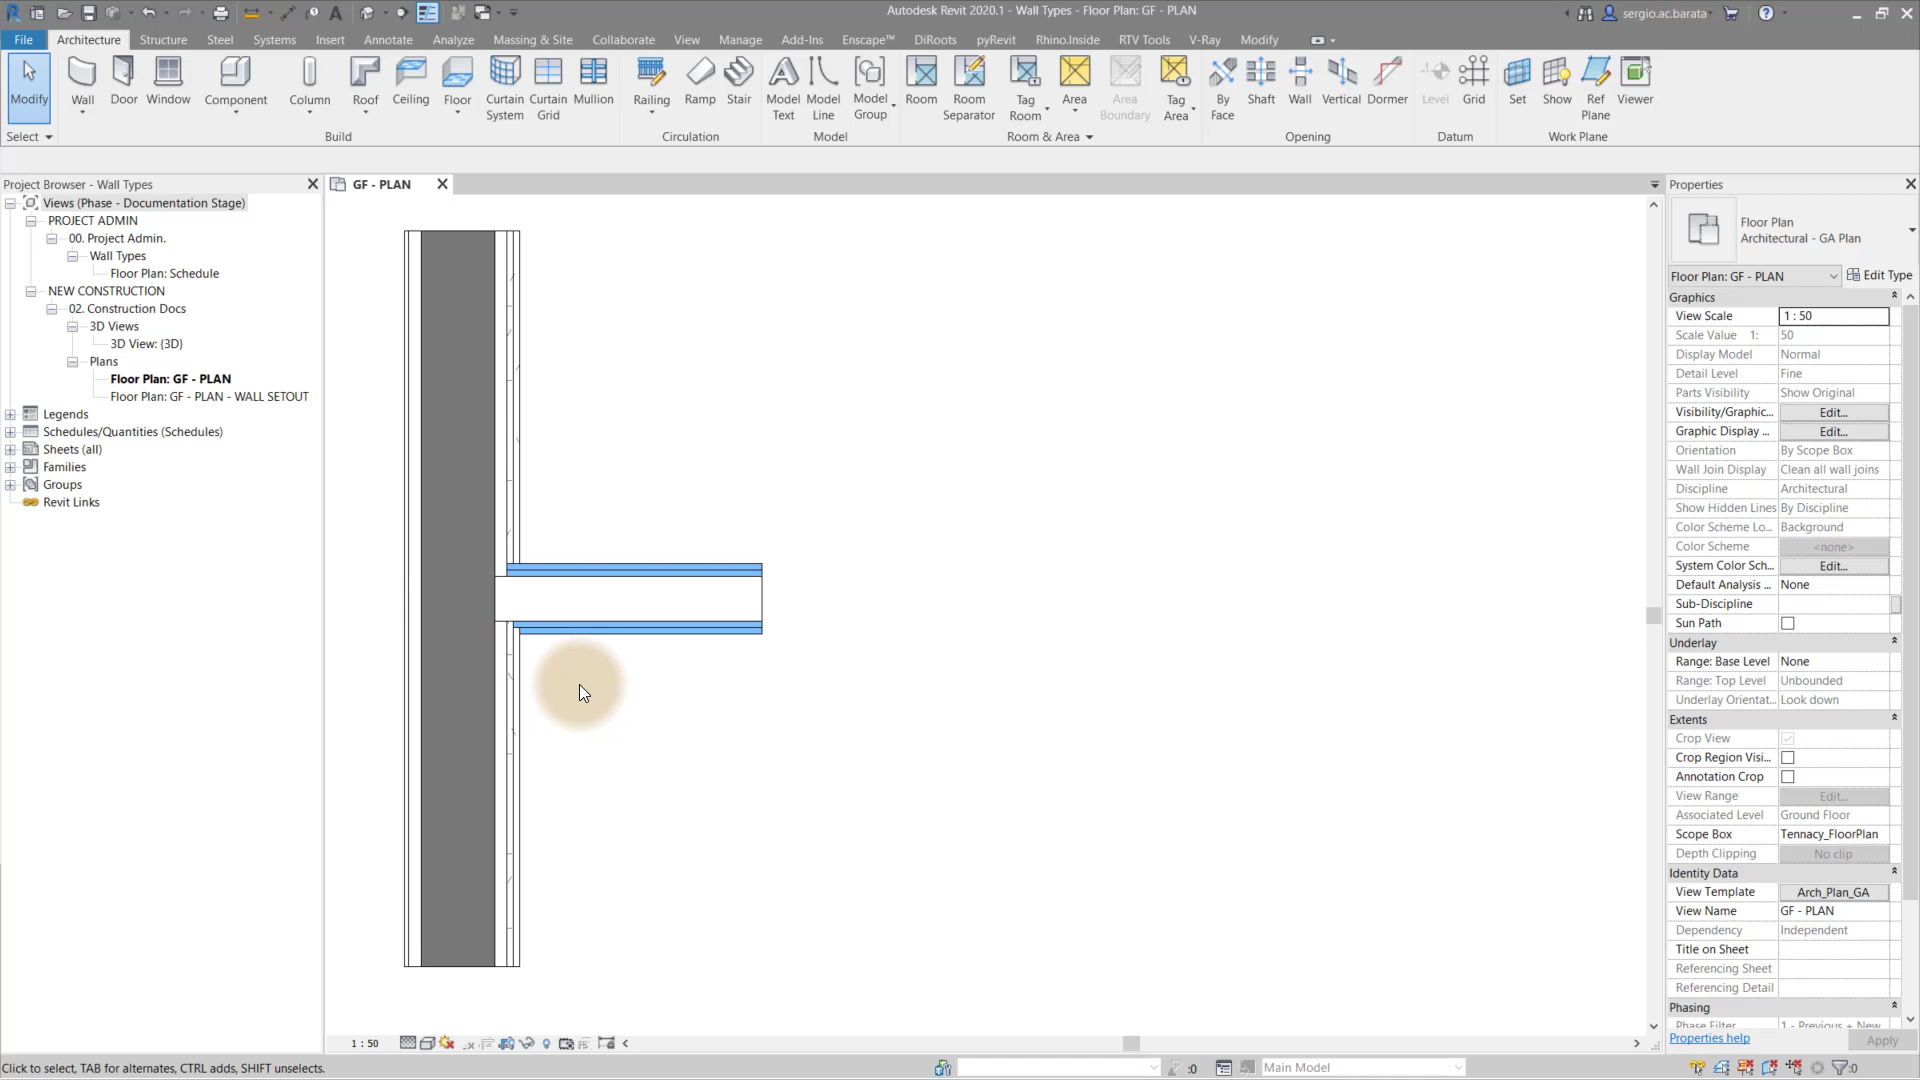 Autodesk Revit 2020.1 - Wall Types - Floor Plan: GF - PLAN
sergio.ac.barata
File Architecture Structure Steel Systems Insert Annotate Analyze Massing & Site Collaborate View Manage Add-Ins Enscape™ DiRoots pyRevit Rhino.Inside RTV Tools V-Ray Modify
Modify Wall Door Window Component Column Roof Ceiling Floor Curtain System Curtain Grid Mullion Railing Ramp Stair Model Text Model Line Model Group Room Room Separator Tag Room Area Area Boundary Tag Area By Face Shaft Wall Vertical Dormer Level Grid Set Show Ref Plane Viewer
Select Build Circulation Model Room & Area Opening Datum Work Plane
Project Browser - Wall Types
Views (Phase - Documentation Stage)
PROJECT ADMIN
00. Project Admin.
Wall Types
Floor Plan: Schedule
NEW CONSTRUCTION
02. Construction Docs
3D Views
3D View: {3D}
Plans
Floor Plan: GF - PLAN
Floor Plan: GF - PLAN - WALL SETOUT
Legends
Schedules/Quantities (Schedules)
Sheets (all)
Families
Groups
Revit Links
GF - PLAN
Properties
Floor Plan
Architectural - GA Plan
Floor Plan: GF - PLAN Edit Type
Graphics
View Scale 1 : 50
Scale Value 1: 50
Display Model Normal
Detail Level Fine
Parts Visibility Show Original
Visibility/Graphic... Edit...
Graphic Display ... Edit...
Orientation By Scope Box
Wall Join Display Clean all wall joins
Discipline Architectural
Show Hidden Lines By Discipline
Color Scheme Lo... Background
Color Scheme <none>
System Color Sch... Edit...
Default Analysis ... None
Sub-Discipline
Sun Path
Underlay
Range: Base Level None
Range: Top Level Unbounded
Underlay Orientat... Look down
Extents
Crop View
Crop Region Visi...
Annotation Crop
View Range Edit...
Associated Level Ground Floor
Scope Box Tennacy_FloorPlan
Depth Clipping No clip
Identity Data
View Template Arch_Plan_GA
View Name GF - PLAN
Dependency Independent
Title on Sheet
Referencing Sheet
Referencing Detail
Phasing
Phase Filter 1 - Previous + New
Properties help Apply
1 : 50
Click to select, TAB for alternates, CTRL adds, SHIFT unselects.
:0
Main Model
:0